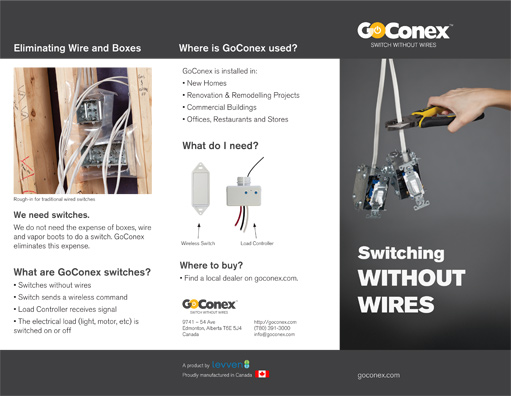 Eliminating Wire and Boxes
Rough-in for traditional wired switches
We need switches.
We do not need the expense of boxes, wire
and vapor boots to do a switch. GoConex
eliminates this expense.
What are GoConex switches?
• Switches without wires
• Switch sends a wireless command
• Load Controller receives signal
• The electrical load (light, motor, etc) is
switched on or off
Where is GoConex used?
GoConex is installed in:
• New Homes
• Renovation & Remodelling Projects
• Commercial Buildings
• Offices, Restaurants and Stores
What do I need?
Wireless Switch
Load Controller
Where to buy?
• Find a local dealer on goconex.com.
GoConex
SWITCH WITHOUT WIRES
9741 – 54 Ave
Edmonton, Alberta T6E 5J4
Canada
http://goconex.com
(780) 391-3000
info@goconex.com
A product by levven
Proudly manufactured in Canada
GoConex™
SWITCH WITHOUT WIRES
Switching
WITHOUT
WIRES
goconex.com